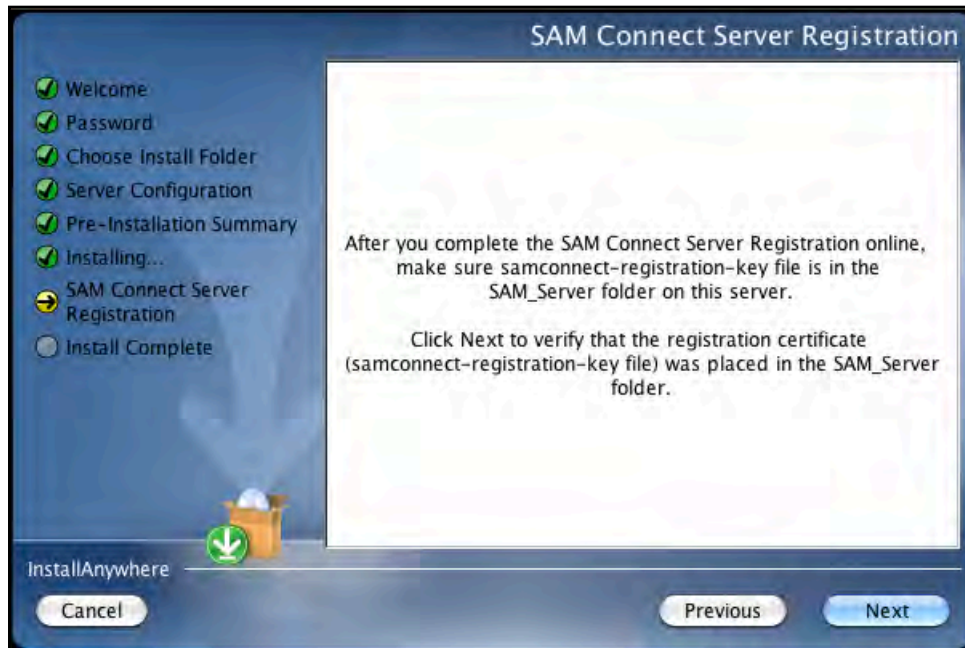 SAM Connect Server Registration
Welcome
Password
Choose Install Folder
Server Configuration
Pre-Installation Summary
Installing...
SAM Connect Server
Registration
Install Complete
After you complete the SAM Connect Server Registration online,
make sure samconnect-registration-key file is in the
SAM_Server folder on this server.
Click Next to verify that the registration certificate
(samconnect-registration-key file) was placed in the SAM_Server
folder.
InstallAnywhere
Cancel
Previous
Next